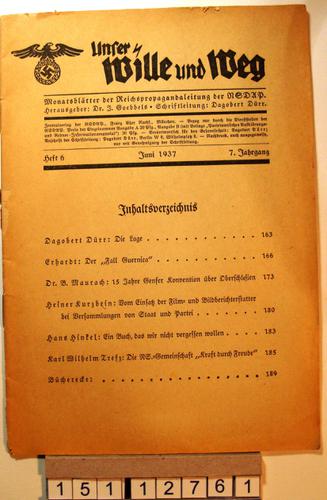 Unser
Wille und Weg
Monatsblätter der Reichspropagandaleitung der NSDAP.
Herausgeber: Dr. J. Goebbels • Schriftleitung: Dagobert Dürr.
Heft 6 Juni 1937 7. Jahrgang
Inhaltsverzeichnis
Dagobert Dürr: Die Lage 163
Erhardt: Der „Fall Guernica“ 166
Dr. B. Maurach: 15 Jahre Genfer Konvention über Oberschlesien 173
Heiner Kurzbein: Vom Einsatz der Film- und Bildberichterstatter
bei Versammlungen von Staat und Partei 180
Hans Hinkel: Ein Buch, das wir nicht vergessen wollen 183
Karl Wilhelm Trefz: Die NS.-Gemeinschaft „Kraft durch Freude“ 185
Bücherecke: 189
15112761